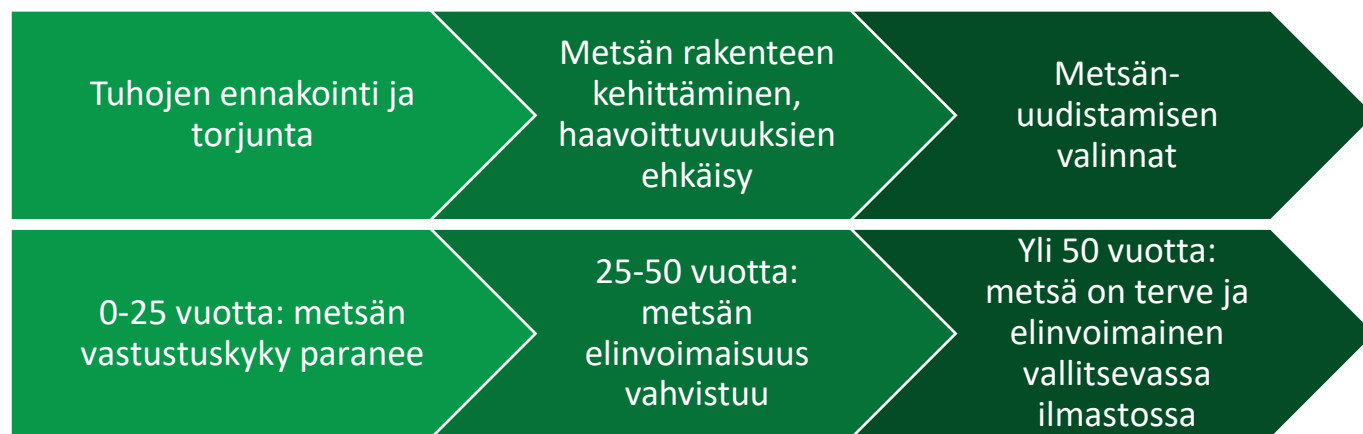 Tuhojen ennakointi ja
torjunta
Metsän rakenteen
kehittäminen,
haavoittuvuuksien
ehkäisy
Metsän-
uudistamisen
valinnat
0-25 vuotta: metsän
vastustuskyky paranee
25-50 vuotta:
metsän
elinvoimaisuus
vahvistuu
Yli 50 vuotta:
metsä on terve ja
elinvoimainen
vallitsevassa
ilmastossa